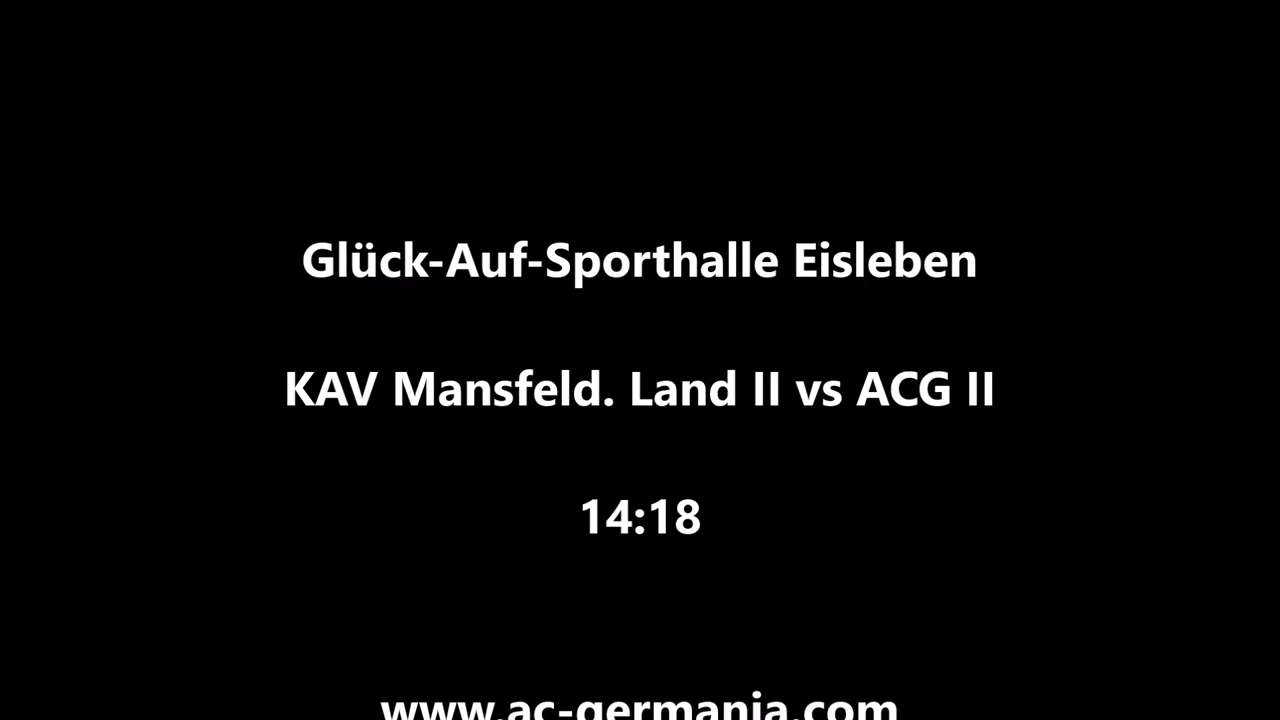 Glück-Auf-Sporthalle Eisleben
KAV Mansfeld. Land II vs ACG II
14:18
www.ac-germania.com